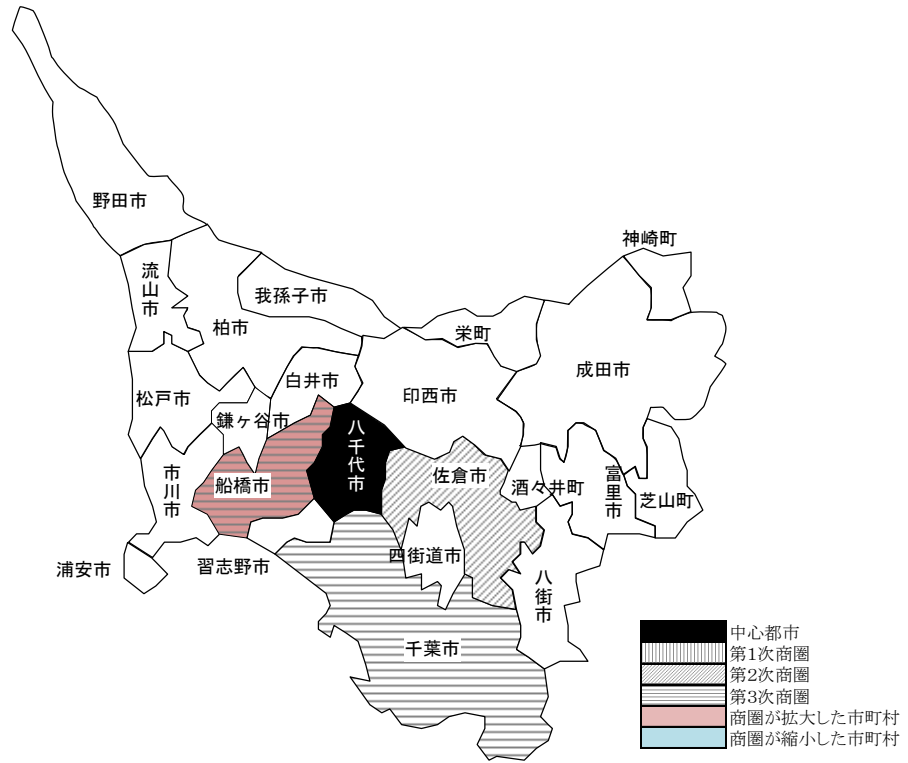 野田市
神崎町
流山市
我孫子市
柏市
栄町
成田市
白井市
印西市
松戸市
鎌ヶ谷市
八千代市
市川市
船橋市
佐倉市
酒々井町
富里市
芝山町
四街道市
浦安市
習志野市
八街市
千葉市
中心都市
第1次商圏
第2次商圏
第3次商圏
商圏が拡大した市町村
商圏が縮小した市町村